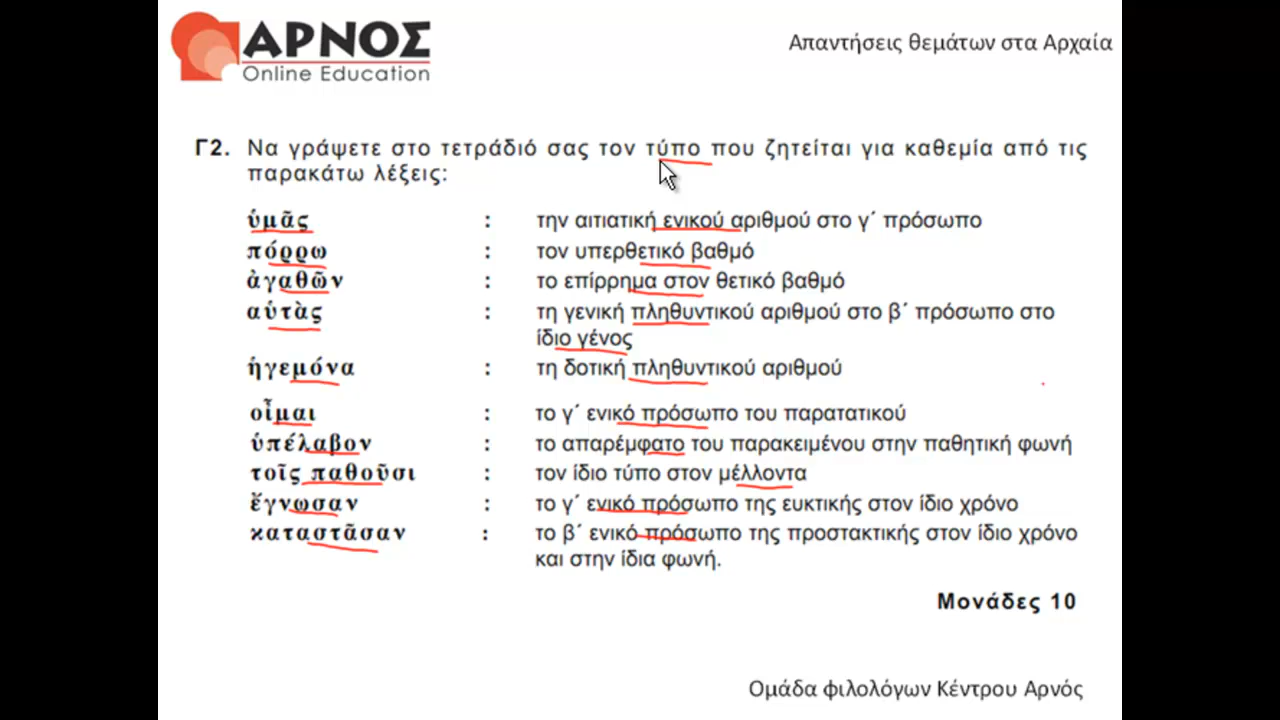 ΑΡΝΟΣ
Online Education
Απαντήσεις θεμάτων στα Αρχαία
Γ2. Να γράψετε στο τετράδιό σας τον τύπο που ζητείται για καθεμία από τις
παρακάτω λέξεις:
ὑμᾶς : την αιτιατική ενικού αριθμού στο γ΄ πρόσωπο
πόρρω : τον υπερθετικό βαθμό
ἀγαθῶν : το επίρρημα στον θετικό βαθμό
αὑτὰς : τη γενική πληθυντικού αριθμού στο β΄ πρόσωπο στο
ίδιο γένος
ἡγεμόνα : τη δοτική πληθυντικού αριθμού
οἶμαι : το γ΄ ενικό πρόσωπο του παρατατικού
ὑπέλαβον : το απαρέμφατο του παρακειμένου στην παθητική φωνή
τοῖς παθοῦσι : τον ίδιο τύπο στον μέλλοντα
ἔγνωσαν : το γ΄ ενικό πρόσωπο της ευκτικής στον ίδιο χρόνο
καταστᾶσαν : το β΄ ενικό πρόσωπο της προστακτικής στον ίδιο χρόνο
και στην ίδια φωνή.
Μονάδες 10
Ομάδα φιλολόγων Κέντρου Αρνός